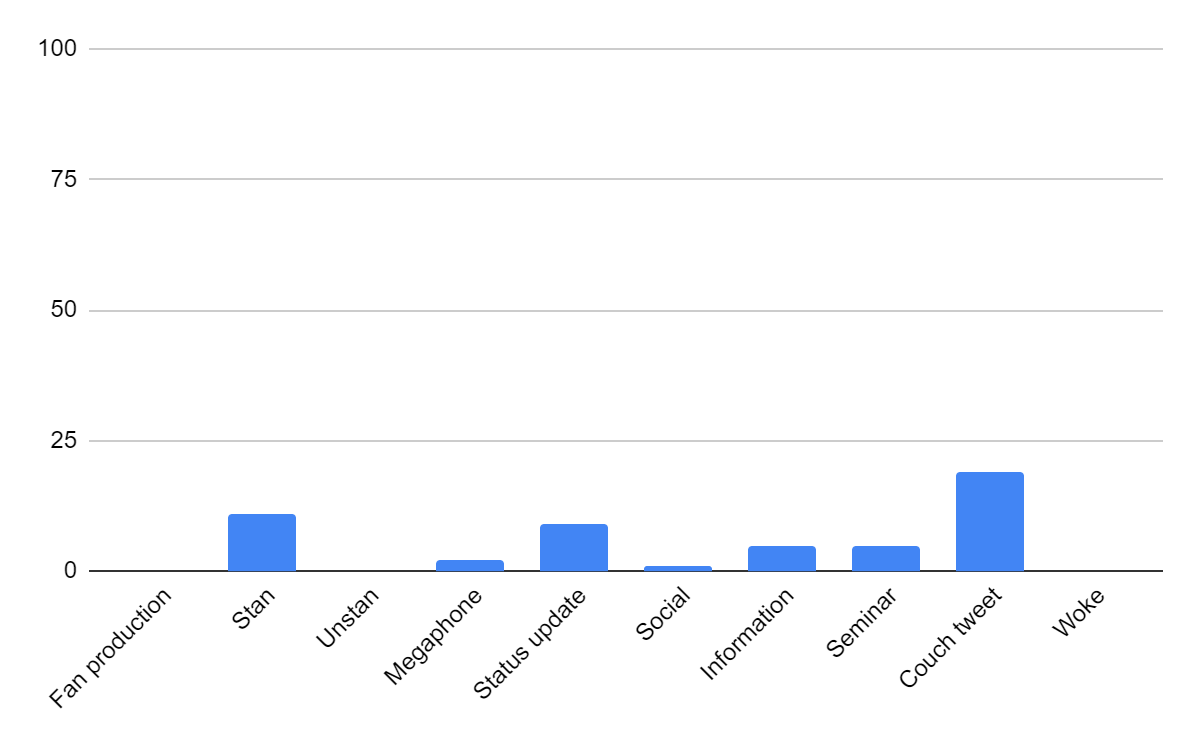 100
75
50
25
0
Fan production
Stan
Unstan
Megaphone
Status update
Social
Information
Seminar
Couch tweet
Woke